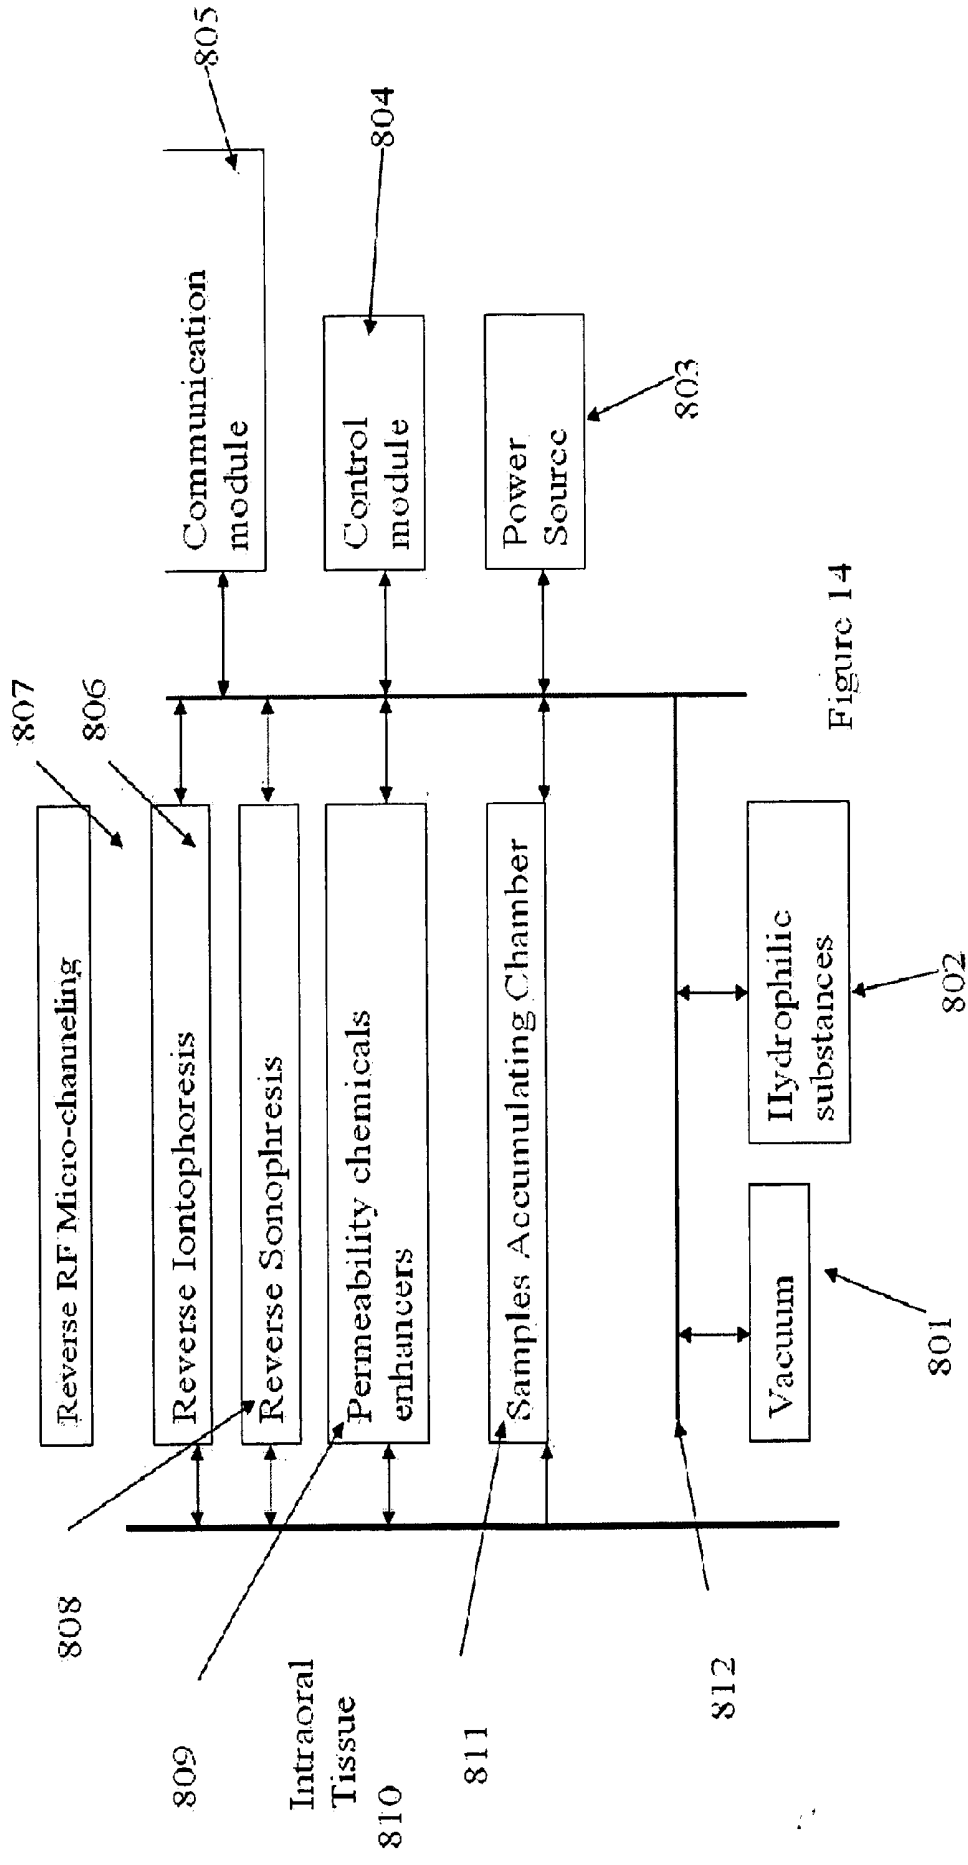 805
Communication
module
804
Control
module
803
Power
Source
807
806
Reverse RF Micro-channeling
Reverse Iontophoresis
Reverse Sonophresis
Permeability chemicals
enhancers
Samples Accumulating Chamber
808
809
Intraoral
Tissue
810
811
812
Vacuum
801
Hydrophilic
substances
802
Figure 14